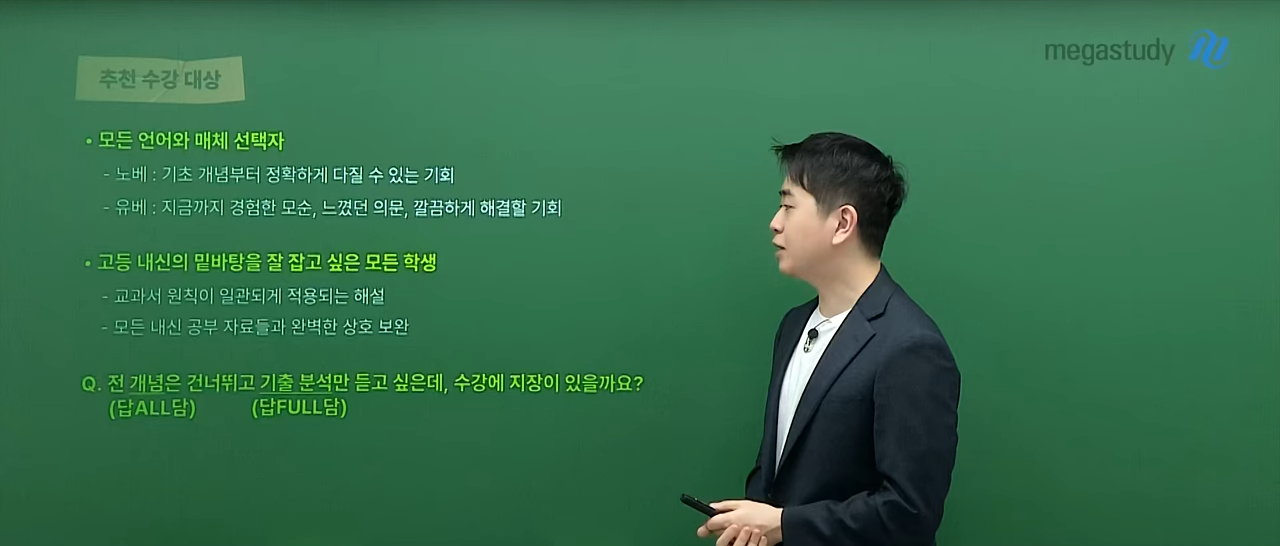 megastudy
추천 수강 대상
• 모든 언어와 매체 선택자
- 노베 : 기초 개념부터 정확하게 다질 수 있는 기회
- 유베 : 지금까지 경험한 모순, 느꼈던 의문, 깔끔하게 해결할 기회
• 고등 내신의 밑바탕을 잘 잡고 싶은 모든 학생
- 교과서 원칙이 일관되게 적용되는 해설
- 모든 내신 공부 자료들과 완벽한 상호 보완
Q. 전 개념은 건너뛰고 기출 분석만 듣고 싶은데, 수강에 지장이 있을까요?
(답ALL담) (답FULL담)